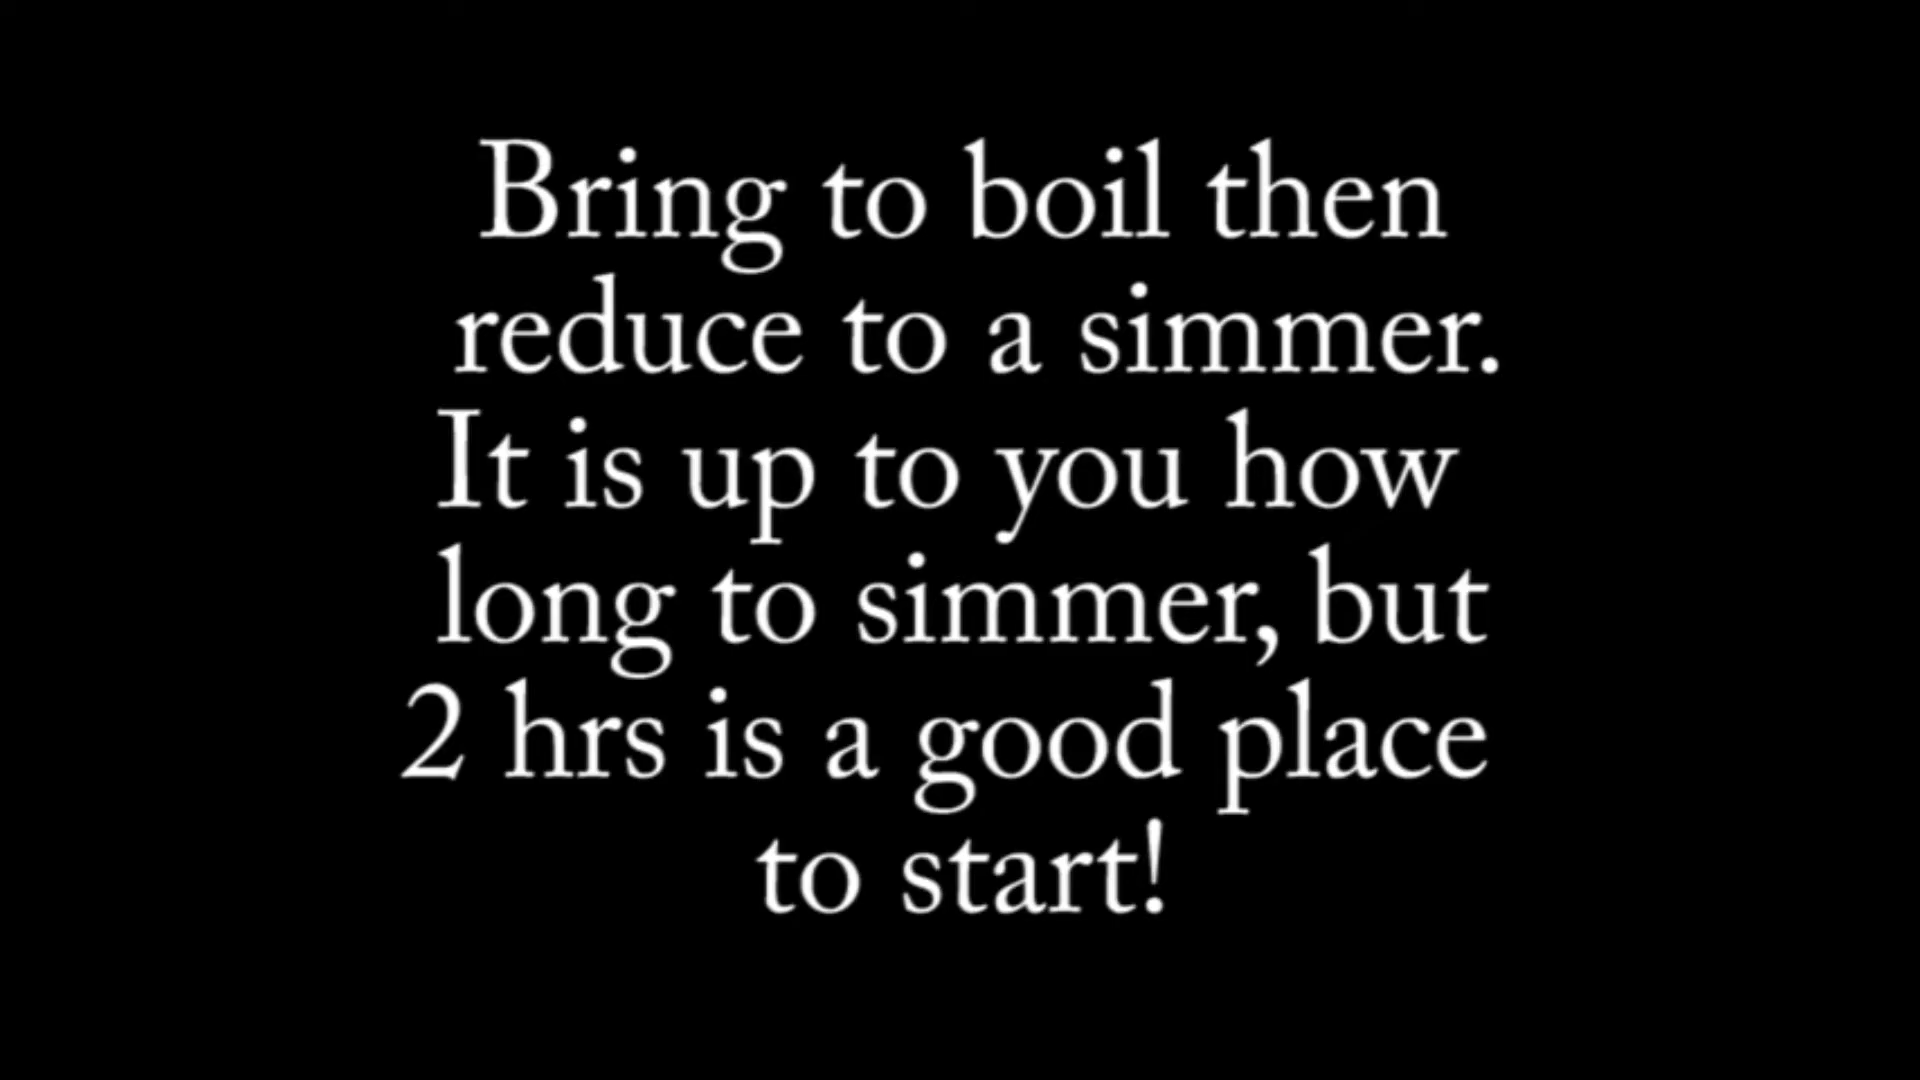 Bring to boil then
reduce to a simmer.
It is up to you how
long to simmer, but
2 hrs is a good place
to start!